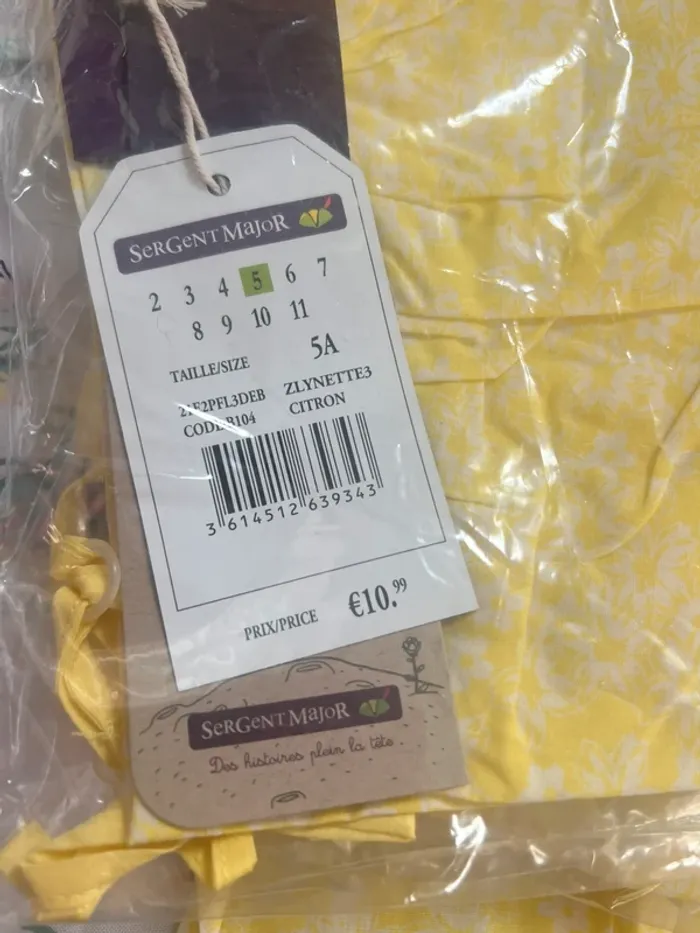 SERGENT MAJOR
2 3 4 5 6 7
8 9 10 11
TAILLE/SIZE 5A
ZLYNETTE3
CITRON
3 614512 639343
PRIX/PRICE €10.99
SERGENT MAJOR
Des histoires plein la tête